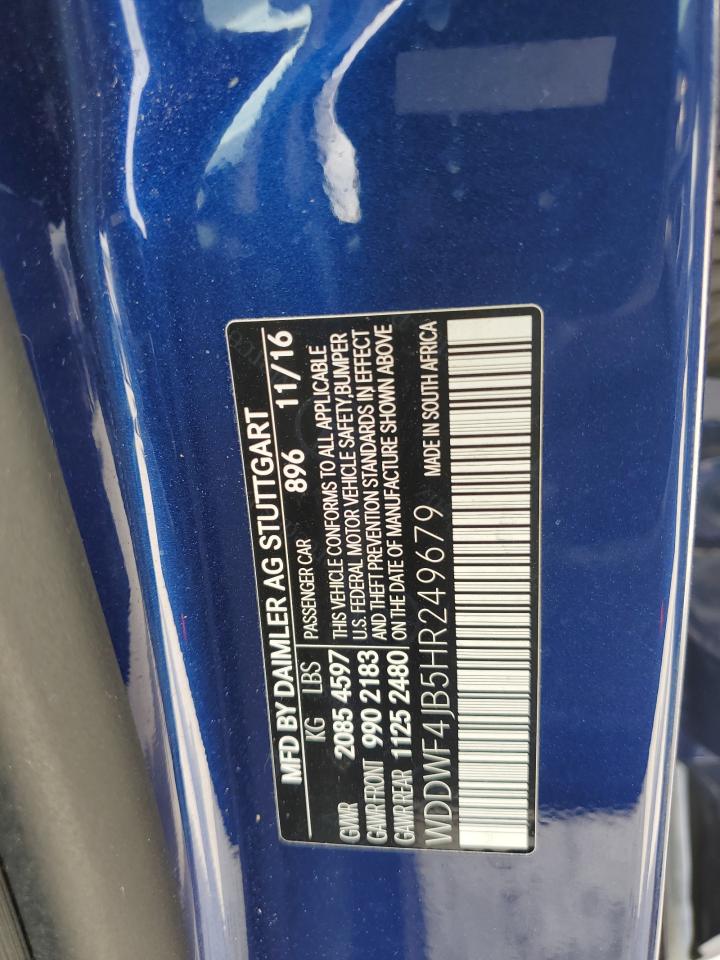 MFD BY DAIMLER AG STUTTGART
KG LBS PASSENGER CAR 896 11/16
GVWR 2085 4597 THIS VEHICLE CONFORMS TO ALL APPLICABLE
U.S. FEDERAL MOTOR VEHICLE SAFETY,BUMPER
GAWR FRONT 990 2183 AND THEFT PREVENTION STANDARDS IN EFFECT
GAWR REAR 1125 2480 ON THE DATE OF MANUFACTURE SHOWN ABOVE
WDDWF4JB5HR249679 MADE IN SOUTH AFRICA